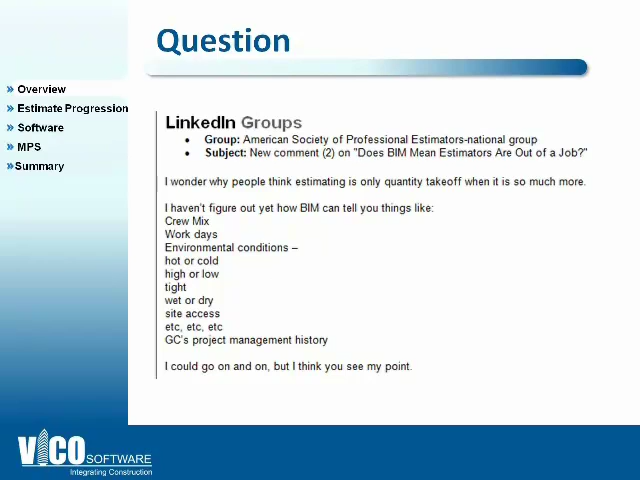 Question
» Overview
» Estimate Progression
» Software
» MPS
» Summary
LinkedIn Groups
• Group: American Society of Professional Estimators-national group
• Subject: New comment (2) on "Does BIM Mean Estimators Are Out of a Job?"
I wonder why people think estimating is only quantity takeoff when it is so much more.
I haven't figure out yet how BIM can tell you things like:
Crew Mix
Work days
Environmental conditions –
hot or cold
high or low
tight
wet or dry
site access
etc, etc, etc
GC's project management history
I could go on and on, but I think you see my point.
VICO SOFTWARE
Integrating Construction